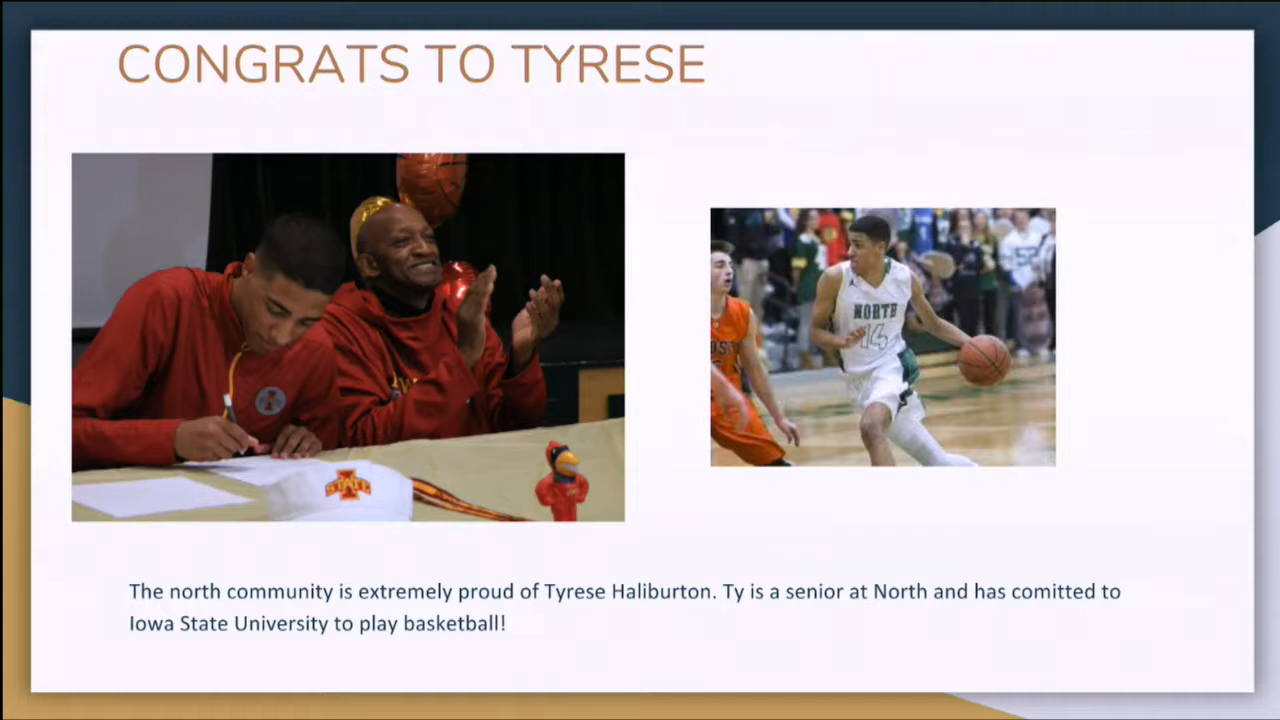 CONGRATS TO TYRESE
STATE
NORTH
14
The north community is extremely proud of Tyrese Haliburton. Ty is a senior at North and has comitted to
Iowa State University to play basketball!